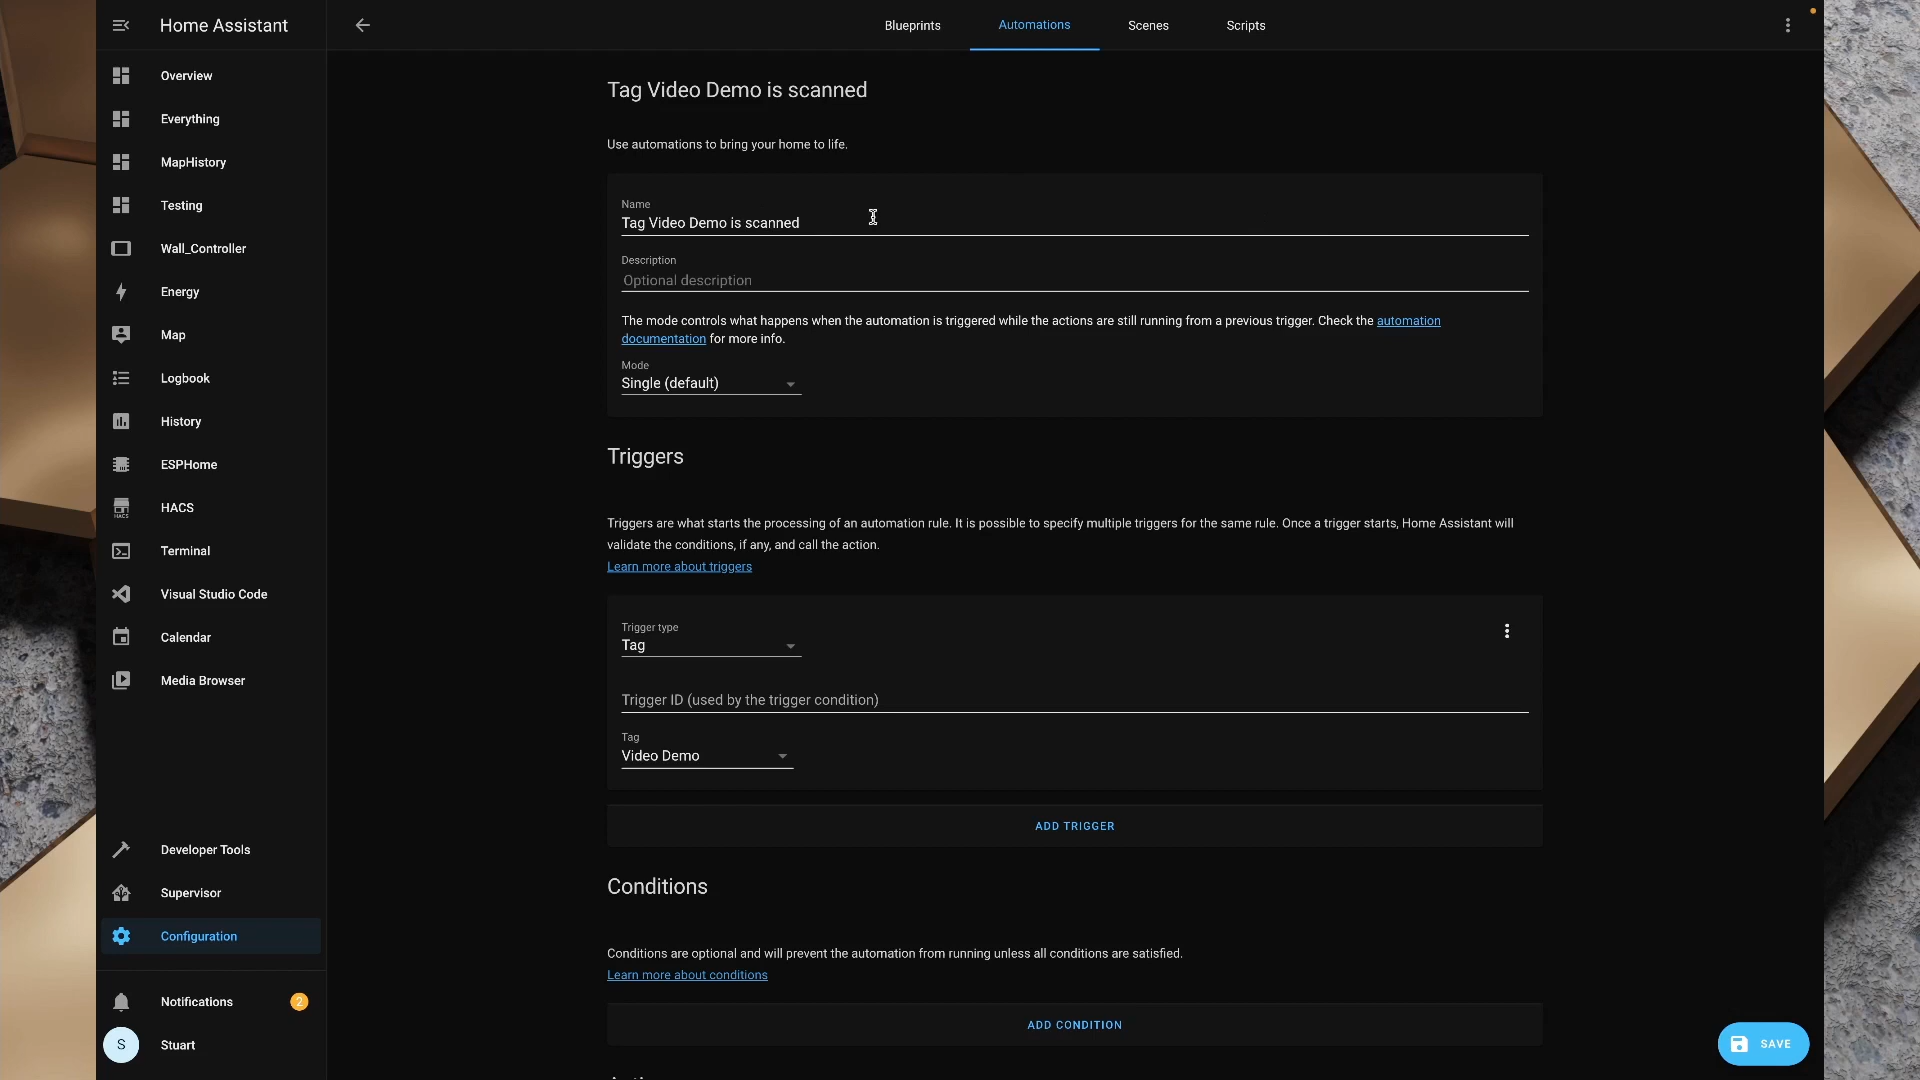 Home Assistant
Blueprints
Automations
Scenes
Scripts
Overview
Everything
MapHistory
Testing
Wall_Controller
Energy
Map
Logbook
History
ESPHome
HACS
HACS
Terminal
Visual Studio Code
Calendar
Media Browser
Developer Tools
Supervisor
Configuration
Notifications
2
S
Stuart
Tag Video Demo is scanned
Use automations to bring your home to life.
Name
Tag Video Demo is scanned
Description
Optional description
The mode controls what happens when the automation is triggered while the actions are still running from a previous trigger. Check the automation
documentation for more info.
Mode
Single (default)
Triggers
Triggers are what starts the processing of an automation rule. It is possible to specify multiple triggers for the same rule. Once a trigger starts, Home Assistant will
validate the conditions, if any, and call the action.
Learn more about triggers
Trigger type
Tag
Trigger ID (used by the trigger condition)
Tag
Video Demo
ADD TRIGGER
Conditions
Conditions are optional and will prevent the automation from running unless all conditions are satisfied.
Learn more about conditions
ADD CONDITION
SAVE